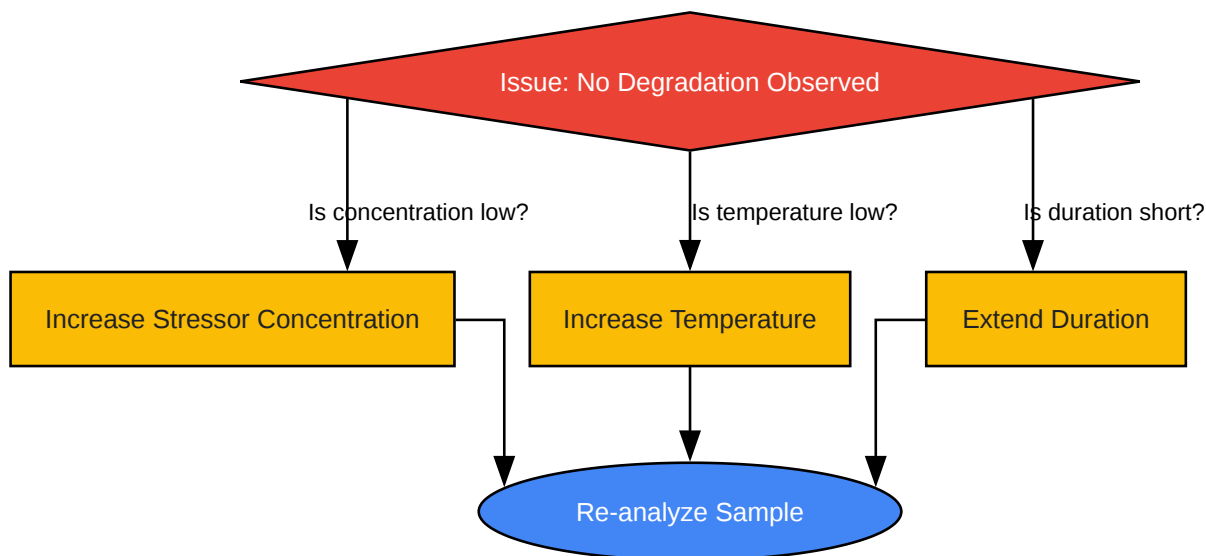 Issue: No Degradation Observed
Is concentration low?
Is temperature low?
Is duration short?
Increase Stressor Concentration
Increase Temperature
Extend Duration
Re-analyze Sample